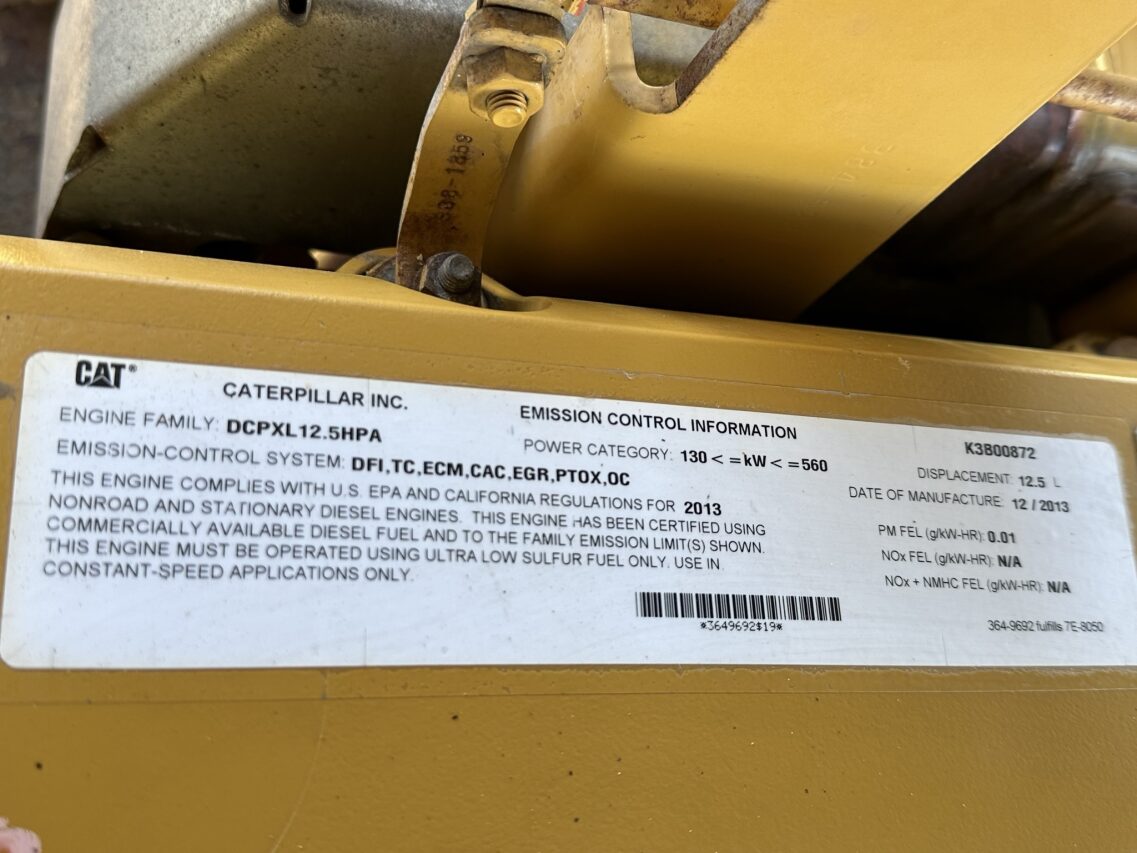 308-1859
CAT®
CATERPILLAR INC.
EMISSION CONTROL INFORMATION
K3B00872
ENGINE FAMILY: DCPXL12.5HPA
POWER CATEGORY: 130 < =kW < =560
DISPLACEMENT: 12.5 L
EMISSION-CONTROL SYSTEM: DFI,TC,ECM,CAC,EGR,PTOX,OC
DATE OF MANUFACTURE: 12 / 2013
THIS ENGINE COMPLIES WITH U.S. EPA AND CALIFORNIA REGULATIONS FOR 2013
NONROAD AND STATIONARY DIESEL ENGINES. THIS ENGINE HAS BEEN CERTIFIED USING
COMMERCIALLY AVAILABLE DIESEL FUEL AND TO THE FAMILY EMISSION LIMIT(S) SHOWN.
THIS ENGINE MUST BE OPERATED USING ULTRA LOW SULFUR FUEL ONLY. USE IN
CONSTANT-SPEED APPLICATIONS ONLY.
PM FEL (g/kW-HR): 0.01
NOx FEL (g/kW-HR): N/A
NOx + NMHC FEL (g/kW-HR): N/A
*3649692$19*
364-9692 fulfills 7E-8050